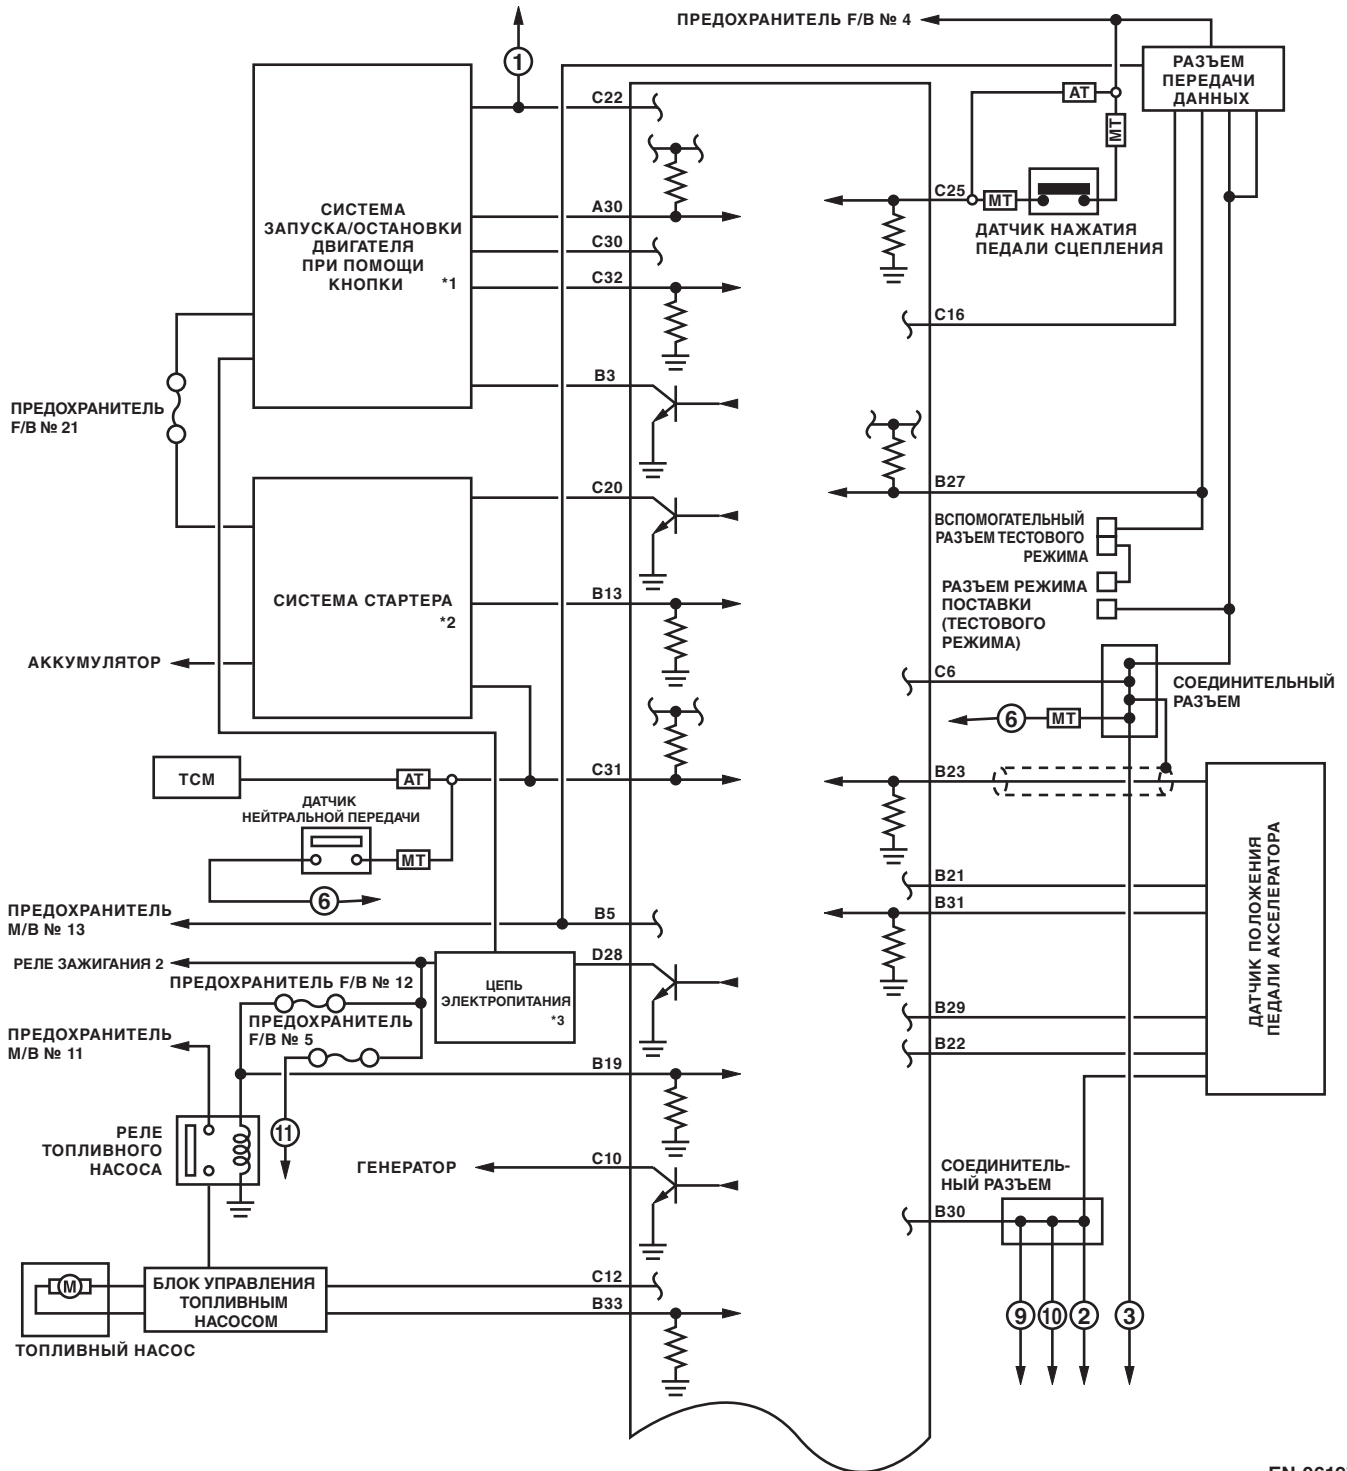 ПРЕДОХРАНИТЕЛЬ F/B № 4
1
РАЗЪЕМ
ПЕРЕДАЧИ
ДАННЫХ
C22
AT
МТ
СИСТЕМА
ЗАПУСКА/ОСТАНОВКИ
ДВИГАТЕЛЯ
ПРИ ПОМОЩИ
КНОПКИ *1
A30
C30
C32
B3
C25
МТ
ДАТЧИК НАЖАТИЯ
ПЕДАЛИ СЦЕПЛЕНИЯ
C16
ПРЕДОХРАНИТЕЛЬ
F/B № 21
B27
C20
ВСПОМОГАТЕЛЬНЫЙ
РАЗЪЕМ ТЕСТОВОГО
РЕЖИМА
РАЗЪЕМ РЕЖИМА
ПОСТАВКИ
(ТЕСТОВОГО
РЕЖИМА)
СИСТЕМА СТАРТЕРА
*2
B13
АККУМУЛЯТОР
C6
СОЕДИНИТЕЛЬНЫЙ
РАЗЪЕМ
6
МТ
TCM
AT
C31
B23
ДАТЧИК
НЕЙТРАЛЬНОЙ ПЕРЕДАЧИ
МТ
6
ДАТЧИК ПОЛОЖЕНИЯ
ПЕДАЛИ АКСЕЛЕРАТОРА
B21
B31
ПРЕДОХРАНИТЕЛЬ
M/B № 13
B5
РЕЛЕ ЗАЖИГАНИЯ 2
D28
ПРЕДОХРАНИТЕЛЬ F/B № 12
ЦЕПЬ
ЭЛЕКТРОПИТАНИЯ
*3
ПРЕДОХРАНИТЕЛЬ
F/B № 5
ПРЕДОХРАНИТЕЛЬ
M/B № 11
B29
B22
B19
РЕЛЕ
ТОПЛИВНОГО
НАСОСА
11
ГЕНЕРАТОР
C10
СОЕДИНИТЕЛЬ-
НЫЙ РАЗЪЕМ
B30
M
БЛОК УПРАВЛЕНИЯ
ТОПЛИВНЫМ
НАСОСОМ
C12
B33
ТОПЛИВНЫЙ НАСОС
9
10
2
3